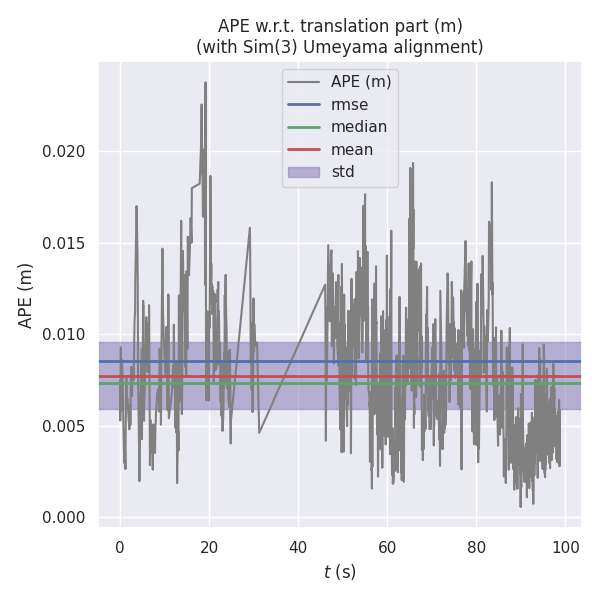 APE w.r.t. translation part (m)
(with Sim(3) Umeyama alignment)
APE (m)
rmse
median
mean
std
APE (m)
0.020
0.015
0.010
0.005
0.000
0 20 40 60 80 100
t (s)